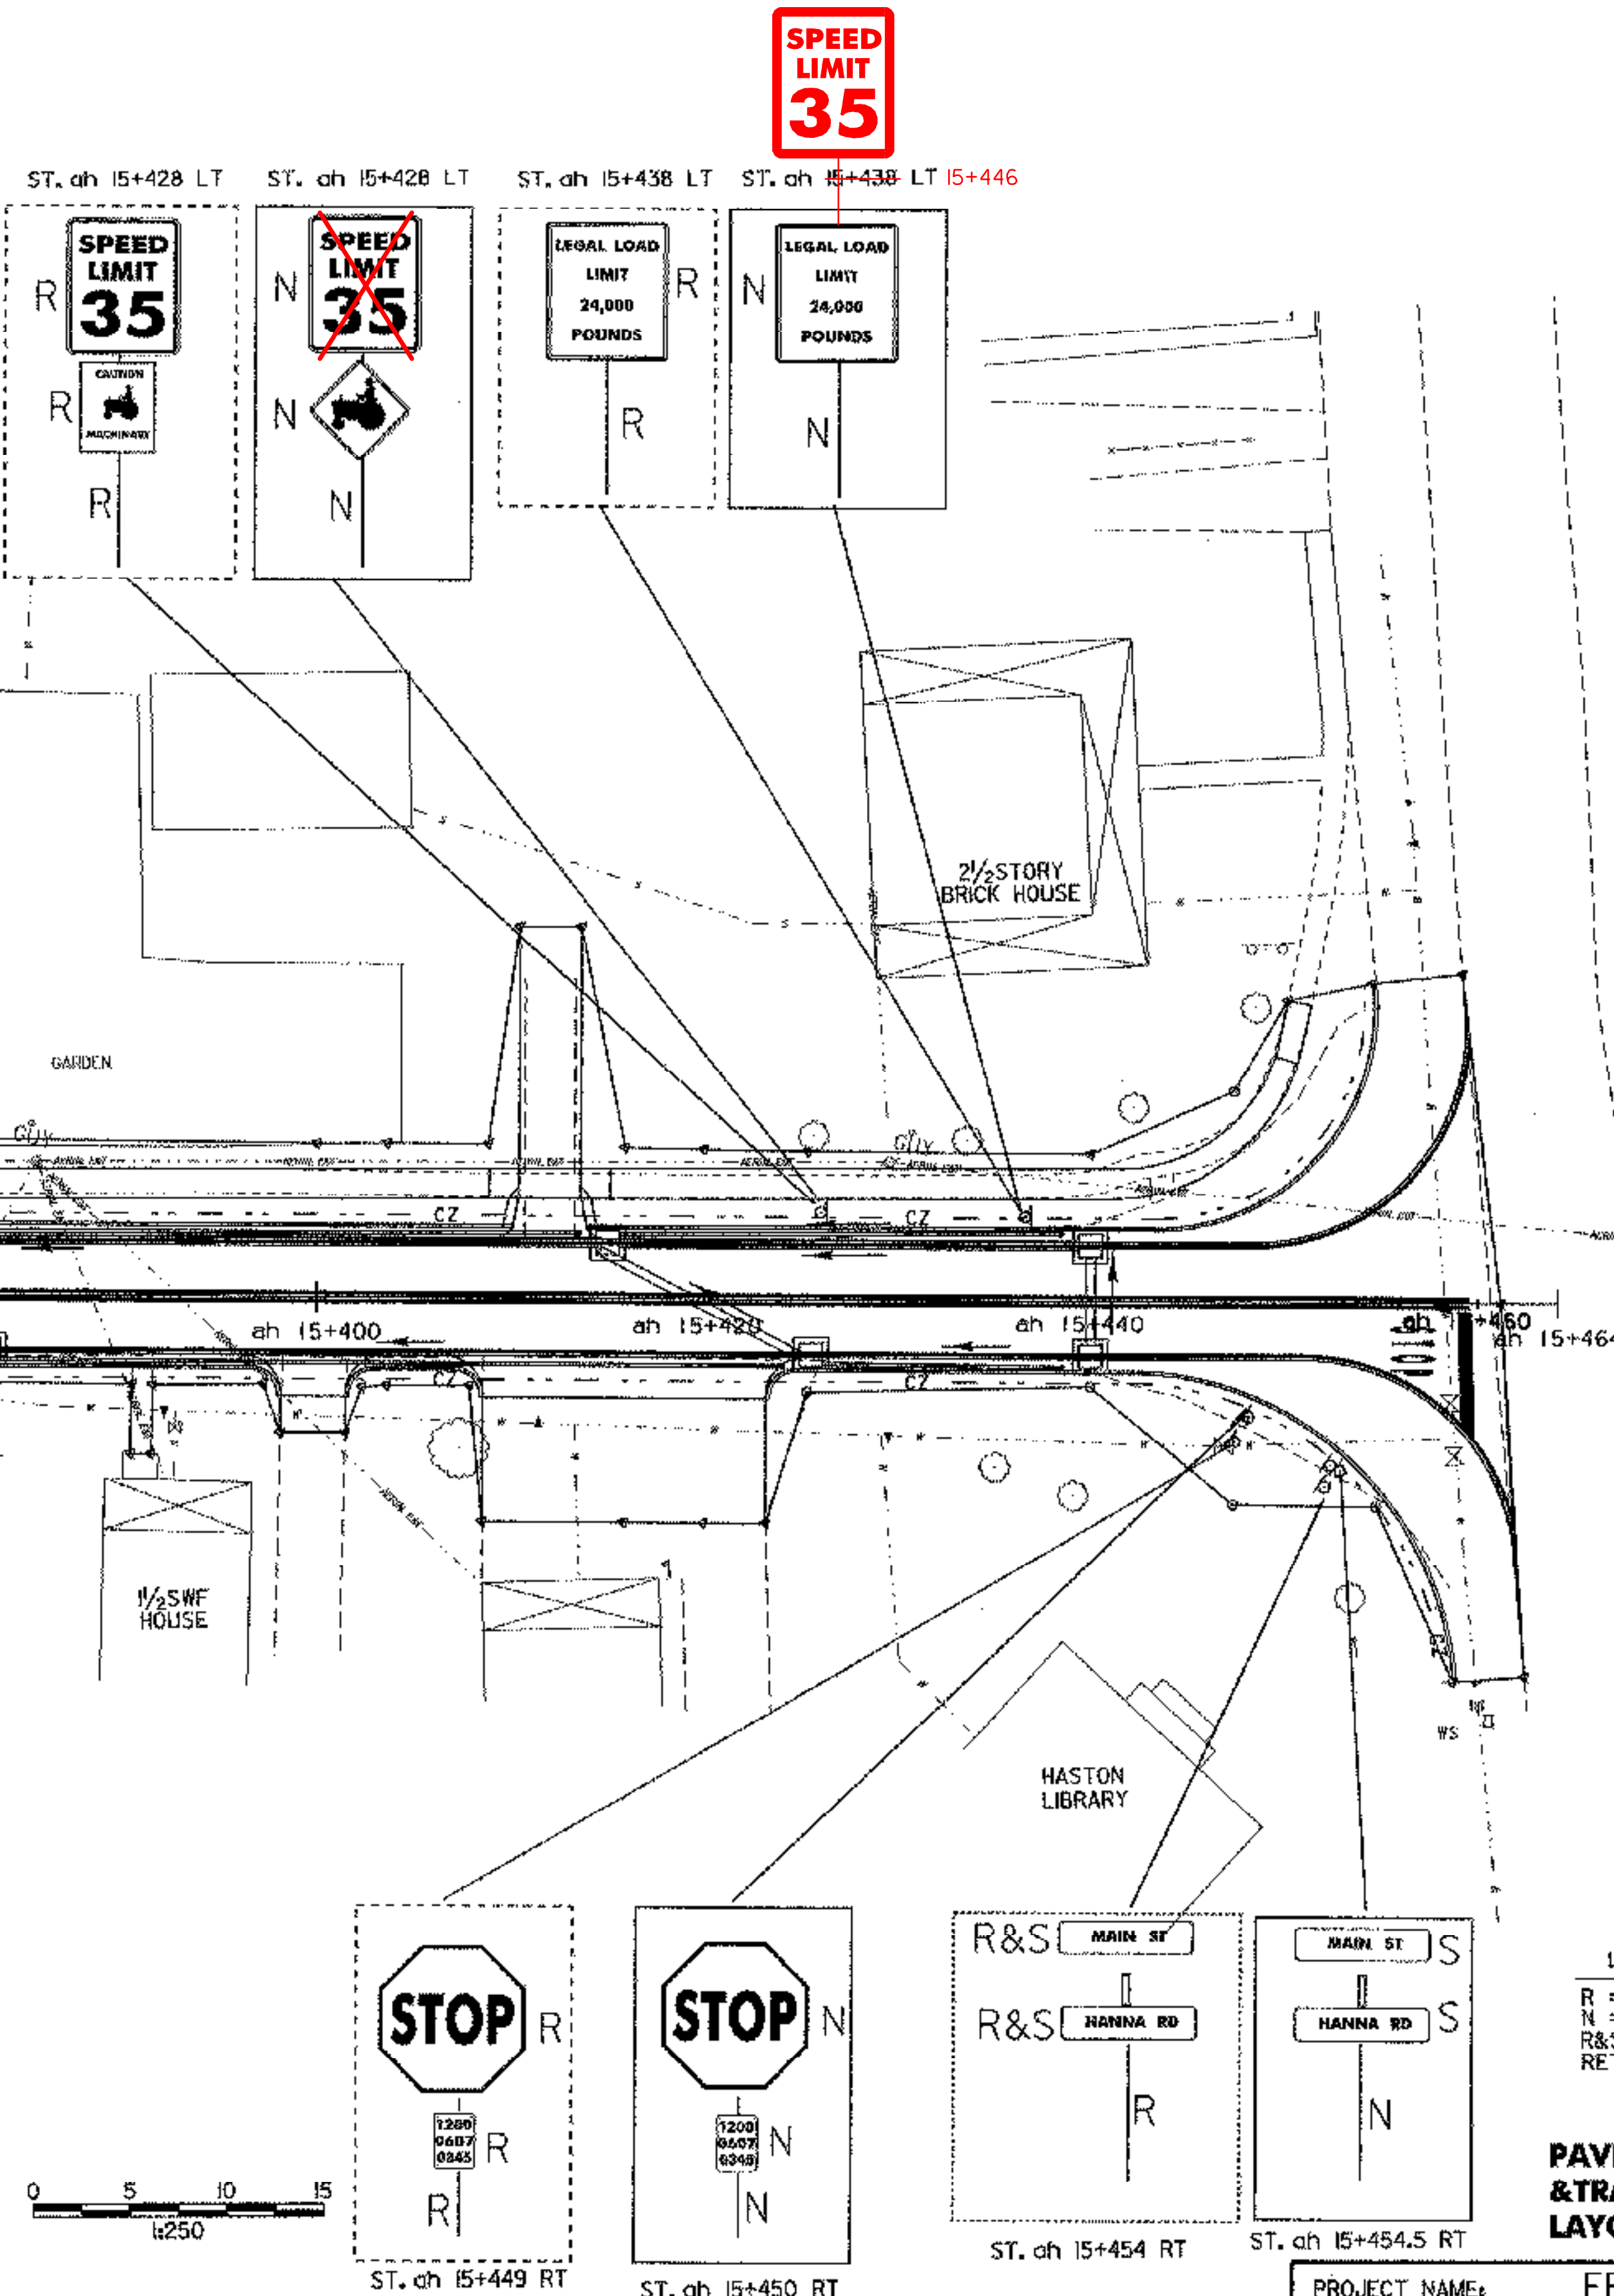 SPEED
LIMIT
35
ST. ah 15+428 LT
ST. ah 15+428 LT
ST. ah 15+438 LT
ST. ah 15+438 LT 15+446
SPEED
LIMIT
35
R
CAUTION
MACHINARY
R
R
SPEED
LIMIT
35
N
N
N
LEGAL LOAD
LIMIT
24,000
POUNDS
R
R
LEGAL LOAD
LIMIT
24,000
POUNDS
N
N
2½STORY
BRICK HOUSE
GARDEN
GUY
GUY
CZ
CZ
ah 15+400
ah 15+420
ah 15+440
ah 15+464
CZ
CZ
1½SWF
HOUSE
WS
HASTON
LIBRARY
STOP
R
1200
0607
0345
R
R
ST. ah 15+449 RT
STOP
N
1200
0607
0345
N
N
ST. ah 15+450 RT
R&S
MAIN ST
R&S
HANNA RD
R
ST. ah 15+454 RT
MAIN ST
S
HANNA RD
S
N
ST. ah 15+454.5 RT
R =
N =
0 5 10 15
1:250
PROJECT NAME: